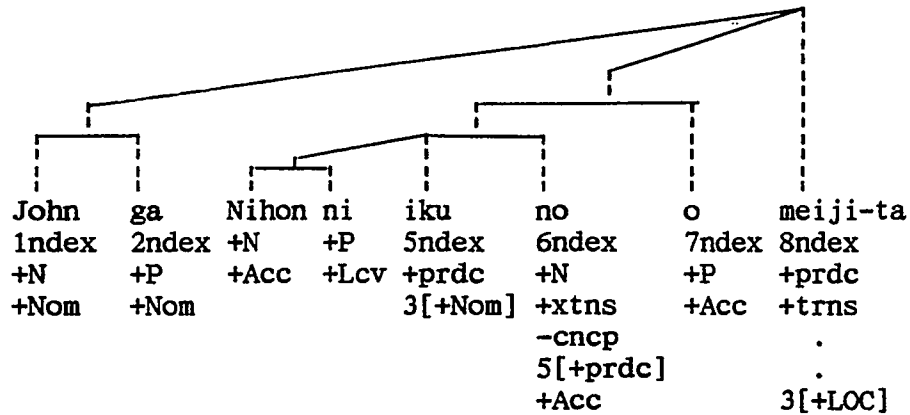 John ga Nihon ni iku no o meiji-ta
1ndex 2ndex +N +P 5ndex 6ndex 7ndex 8ndex
+N +P +Acc +Lcv +prdc +N +P +prdc
+Nom +Nom 3[+Nom] +xtns +Acc +trns
-cncp .
5[+prdc] .
+Acc 3[+LOC]